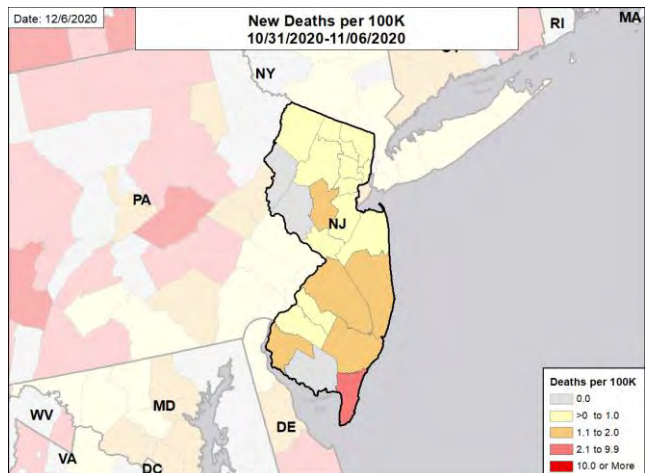 Date: 12/6/2020
New Deaths per 100K
10/31/2020-11/06/2020
RI
MA
NY
PA
NJ
MD
DE
WV
VA
DC
Deaths per 100K
0.0
>0 to 1.0
1.1 to 2.0
2.1 to 9.9
10.0 or More